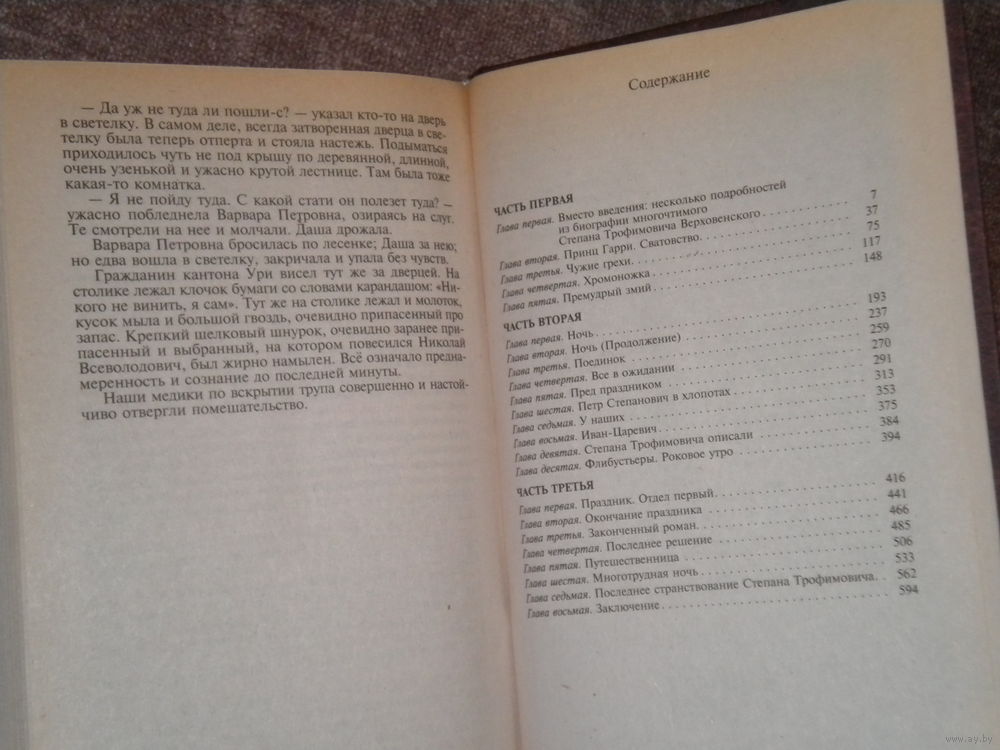 — Да уж не туда ли пошли-с? — указал кто-то на дверь
в светелку. В самом деле, всегда затворенная дверца в све-
телку была теперь отперта и стояла настежь. Подыматься
приходилось чуть не под крышу по деревянной, длинной,
очень узенькой и ужасно крутой лестнице. Там была тоже
какая-то комнатка.
— Я не пойду туда. С какой стати он полезет туда? —
ужасно побледнела Варвара Петровна, озираясь на слуг.
Те смотрели на нее и молчали. Даша дрожала.
Варвара Петровна бросилась по лесенке; Даша за нею;
но едва вошла в светелку, закричала и упала без чувств.
Гражданин кантона Ури висел тут же за дверцей. На
столике лежал клочок бумаги со словами карандашом: «Ни-
кого не винить, я сам». Тут же на столике лежал и молоток,
кусок мыла и большой гвоздь, очевидно припасенный про
запас. Крепкий шелковый шнурок, очевидно заранее при-
пасенный и выбранный, на котором повесился Николай
Всеволодович, был жирно намылен. Всё означало предна-
меренность и сознание до последней минуты.
Наши медики по вскрытии трупа совершенно и настой-
чиво отвергли помешательство.
Содержание
ЧАСТЬ ПЕРВАЯ
Глава первая. Вместо введения: несколько подробностей
из биографии многочтимого
Степана Трофимовича Верховенского 7
Глава вторая. Принц Гарри. Сватовство. 37
Глава третья. Чужие грехи. 75
Глава четвертая. Хромоножка 117
Глава пятая. Премудрый змий 148
ЧАСТЬ ВТОРАЯ
Глава первая. Ночь 193
Глава вторая. Ночь (Продолжение) 237
Глава третья. Поединок 259
Глава четвертая. Все в ожидании 270
Глава пятая. Пред праздником 291
Глава шестая. Петр Степанович в хлопотах 313
Глава седьмая. У наших 353
Глава восьмая. Иван-Царевич 375
Глава девятая. Степана Трофимовича описали 384
Глава десятая. Флибустьеры. Роковое утро 394
ЧАСТЬ ТРЕТЬЯ
Глава первая. Праздник. Отдел первый. 416
Глава вторая. Окончание праздника 441
Глава третья. Законченный роман. 466
Глава четвертая. Последнее решение 485
Глава пятая. Путешественница 506
Глава шестая. Многотрудная ночь 533
Глава седьмая. Последнее странствование Степана Трофимовича. 562
Глава восьмая. Заключение 594
www.ay.by